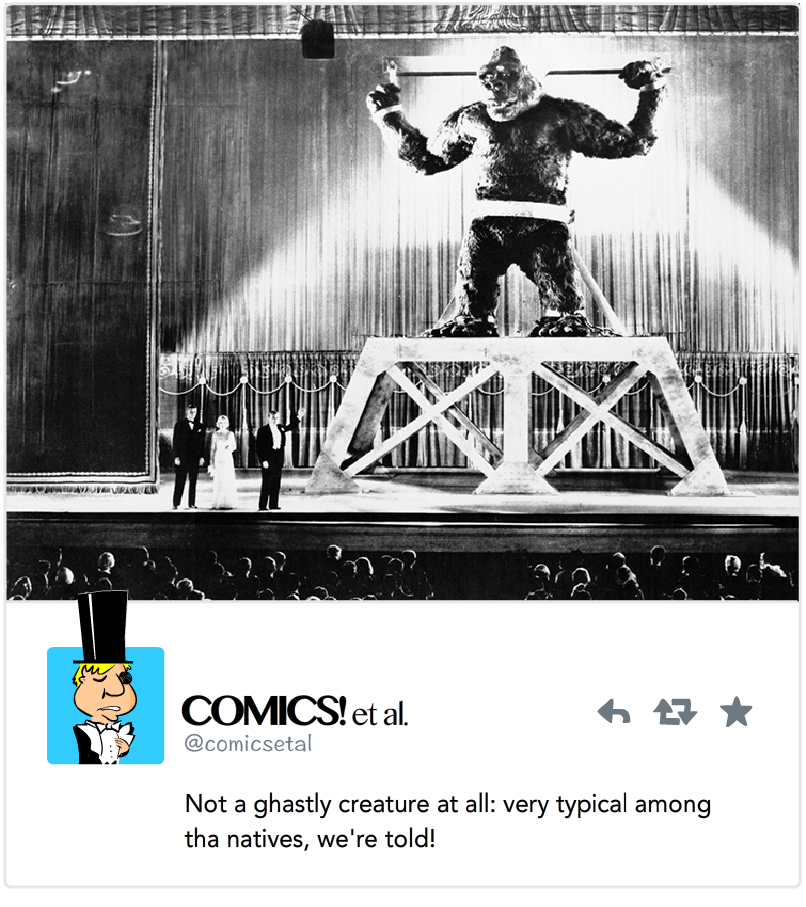 COMICS! et al.
@comicsetal
Not a ghastly creature at all: very typical among
tha natives, we're told!